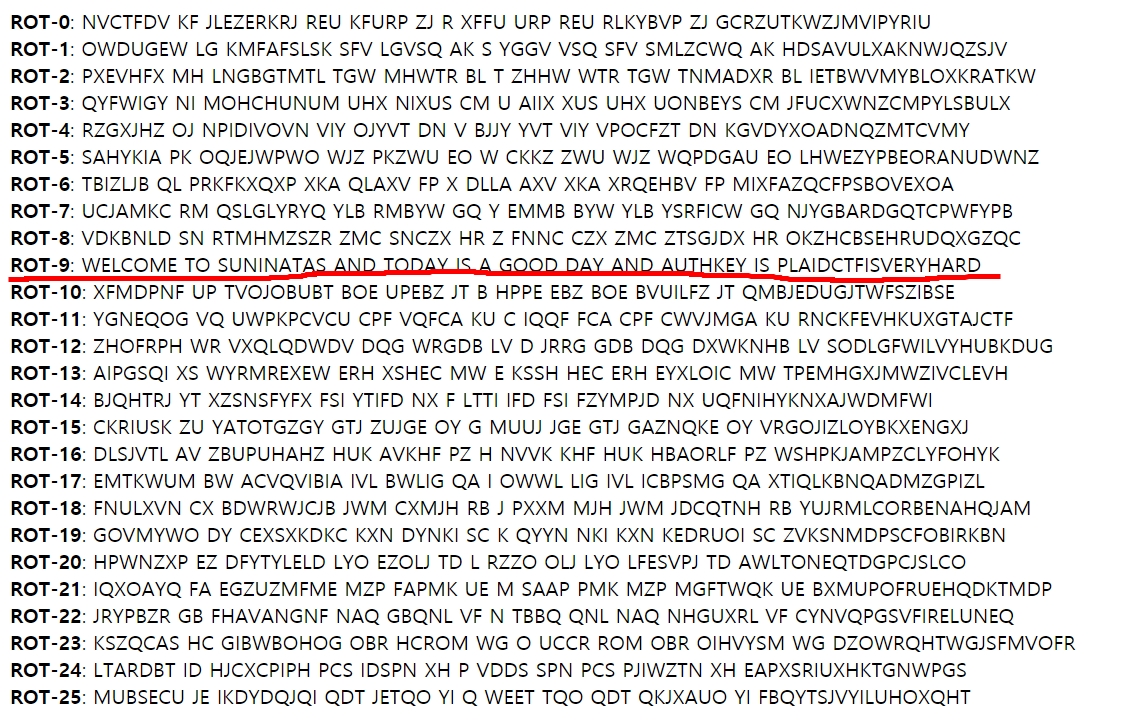 ROT-0: NVCTFDV KF JLEZERKRJ REU KFURP ZJ R XFFU URP REU RLKYBVP ZJ GCRZUTKWZJMVIPYRIU
ROT-1: OWDUGEW LG KMFAFSLSK SFV LGVSQ AK S YGGV VSQ SFV SMLZCWQ AK HDSAVULXAKNWJQZSJV
ROT-2: PXEVHFX MH LNGBGTMTL TGW MHWTR BL T ZHHW WTR TGW TNMADXR BL IETBWVMYBLOXKRATKW
ROT-3: QYFWIGY NI MOHCHUNUM UHX NIXUS CM U AIIX XUS UHX UONBEYS CM JFUCXWNZCMPYLSBULX
ROT-4: RZGXJHZ OJ NPIDIVOVN VIY OJYVT DN V BJJY YVT VIY VPOCFZT DN KGVDYXOADNQZMTCVMY
ROT-5: SAHYKIA PK OQJEJWPWO WJZ PKZWU EO W CKKZ ZWU WJZ WQPDGAU EO LHWEZYPBEORANUDWNZ
ROT-6: TBIZLJB QL PRKFKXQXP XKA QLAXV FP X DLLA AXV XKA XRQEHBV FP MIXFAZQCFPSBOVEXOA
ROT-7: UCJAMKC RM QSLGLYRYQ YLB RMBYW GQ Y EMMB BYW YLB YSRFICW GQ NJYGBARDGQTCPWFYPB
ROT-8: VDKBNLD SN RTMHMZSZR ZMC SNCZX HR Z FNNC CZX ZMC ZTSGJDX HR OKZHCBSEHRUDQXGZQC
ROT-9: WELCOME TO SUNINATAS AND TODAY IS A GOOD DAY AND AUTHKEY IS PLAIDCTFISVERYHARD
ROT-10: XFMDPNF UP TVOJOBUBT BOE UPEBZ JT B HPPE EBZ BOE BVUILFZ JT QMBJEDUGJTWFSZIBSE
ROT-11: YGNEQOG VQ UWPKPCVCU CPF VQFCA KU C IQQF FCA CPF CWVJMGA KU RNCKFEVHKUXGTAJCTF
ROT-12: ZHOFRPH WR VXQLQDWDV DQG WRGDB LV D JRRG GDB DQG DXWKNHB LV SODLGFWILVYHUBKDUG
ROT-13: AIPGSQI XS WYRMREXEW ERH XSHEC MW E KSSH HEC ERH EYXLOIC MW TPEMHGXJMWZIVCLEVH
ROT-14: BJQHTRJ YT XZSNSFYFX FSI YTIFD NX F LTTI IFD FSI FZYMPJD NX UQFNIHYKNXAJWDMFWI
ROT-15: CKRIUSK ZU YATOTGZGY GTJ ZUJGE OY G MUUJ JGE GTJ GAZNQKE OY VRGOJIZLOYBKXENGXJ
ROT-16: DLSJVTL AV ZBUPUHAHZ HUK AVKHF PZ H NVVK KHF HUK HBAORLF PZ WSHPKJAMPZCLYFOHYK
ROT-17: EMTKWUM BW ACVQVIBIA IVL BWLIG QA I OWWL LIG IVL ICBPSMG QA XTIQLKBNQADMZGPIZL
ROT-18: FNULXVN CX BDWRWJCJB JWM CXMJH RB J PXXM MJH JWM JDCQTNH RB YUJRMLCORBENAHQJAM
ROT-19: GOVMYWO DY CEXSXKDKC KXN DYNKI SC K QYYN NKI KXN KEDRUOI SC ZVKSNMDPSCFOBIRKBN
ROT-20: HPWNZXP EZ DFYTYLELD LYO EZOLJ TD L RZZO OLJ LYO LFESVPJ TD AWLTONEQTDGPCJSLCO
ROT-21: IQXOAYQ FA EGZUZMFME MZP FAPMK UE M SAAP PMK MZP MGFTWQK UE BXMUPOFRUEHQDKTMDP
ROT-22: JRYPBZR GB FHAVANGNF NAQ GBQNL VF N TBBQ QNL NAQ NHGUXRL VF CYNVQPGSVFIRELUNEQ
ROT-23: KSZQCAS HC GIBWBOHOG OBR HCROM WG O UCCR ROM OBR OIHVYSM WG DZOWRQHTWGJSFMVOFR
ROT-24: LTARDBT ID HJCXCPIPH PCS IDSPN XH P VDDS SPN PCS PJIWZTN XH EAPXSRIUXHKTGNWPGS
ROT-25: MUBSECU JE IKDYDQJQI QDT JETQO YI Q WEET TQO QDT QKJXAUO YI FBQYTSJVYILUHOXQHT